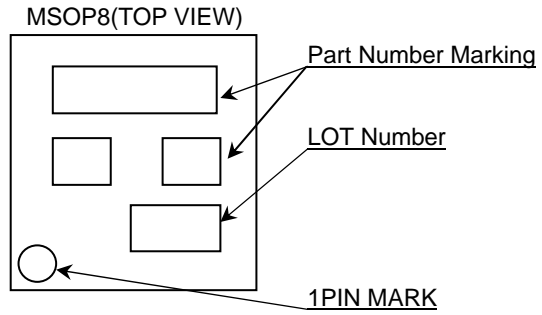 MSOP8(TOP VIEW)
Part Number Marking
LOT Number
1PIN MARK